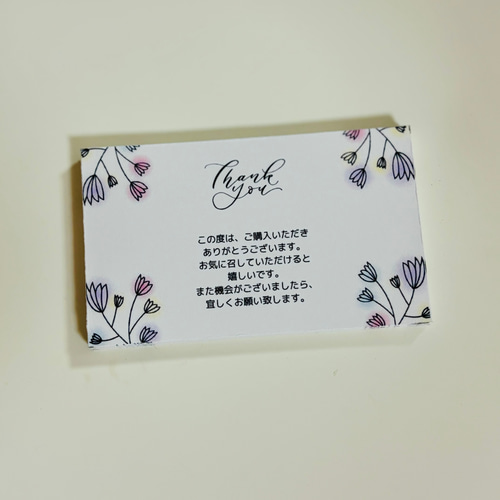 Thank
you
この度は、ご購入いただき
ありがとうございます。
お気に召していただけると
嬉しいです。
また機会がございましたら、
宜しくお願い致します。